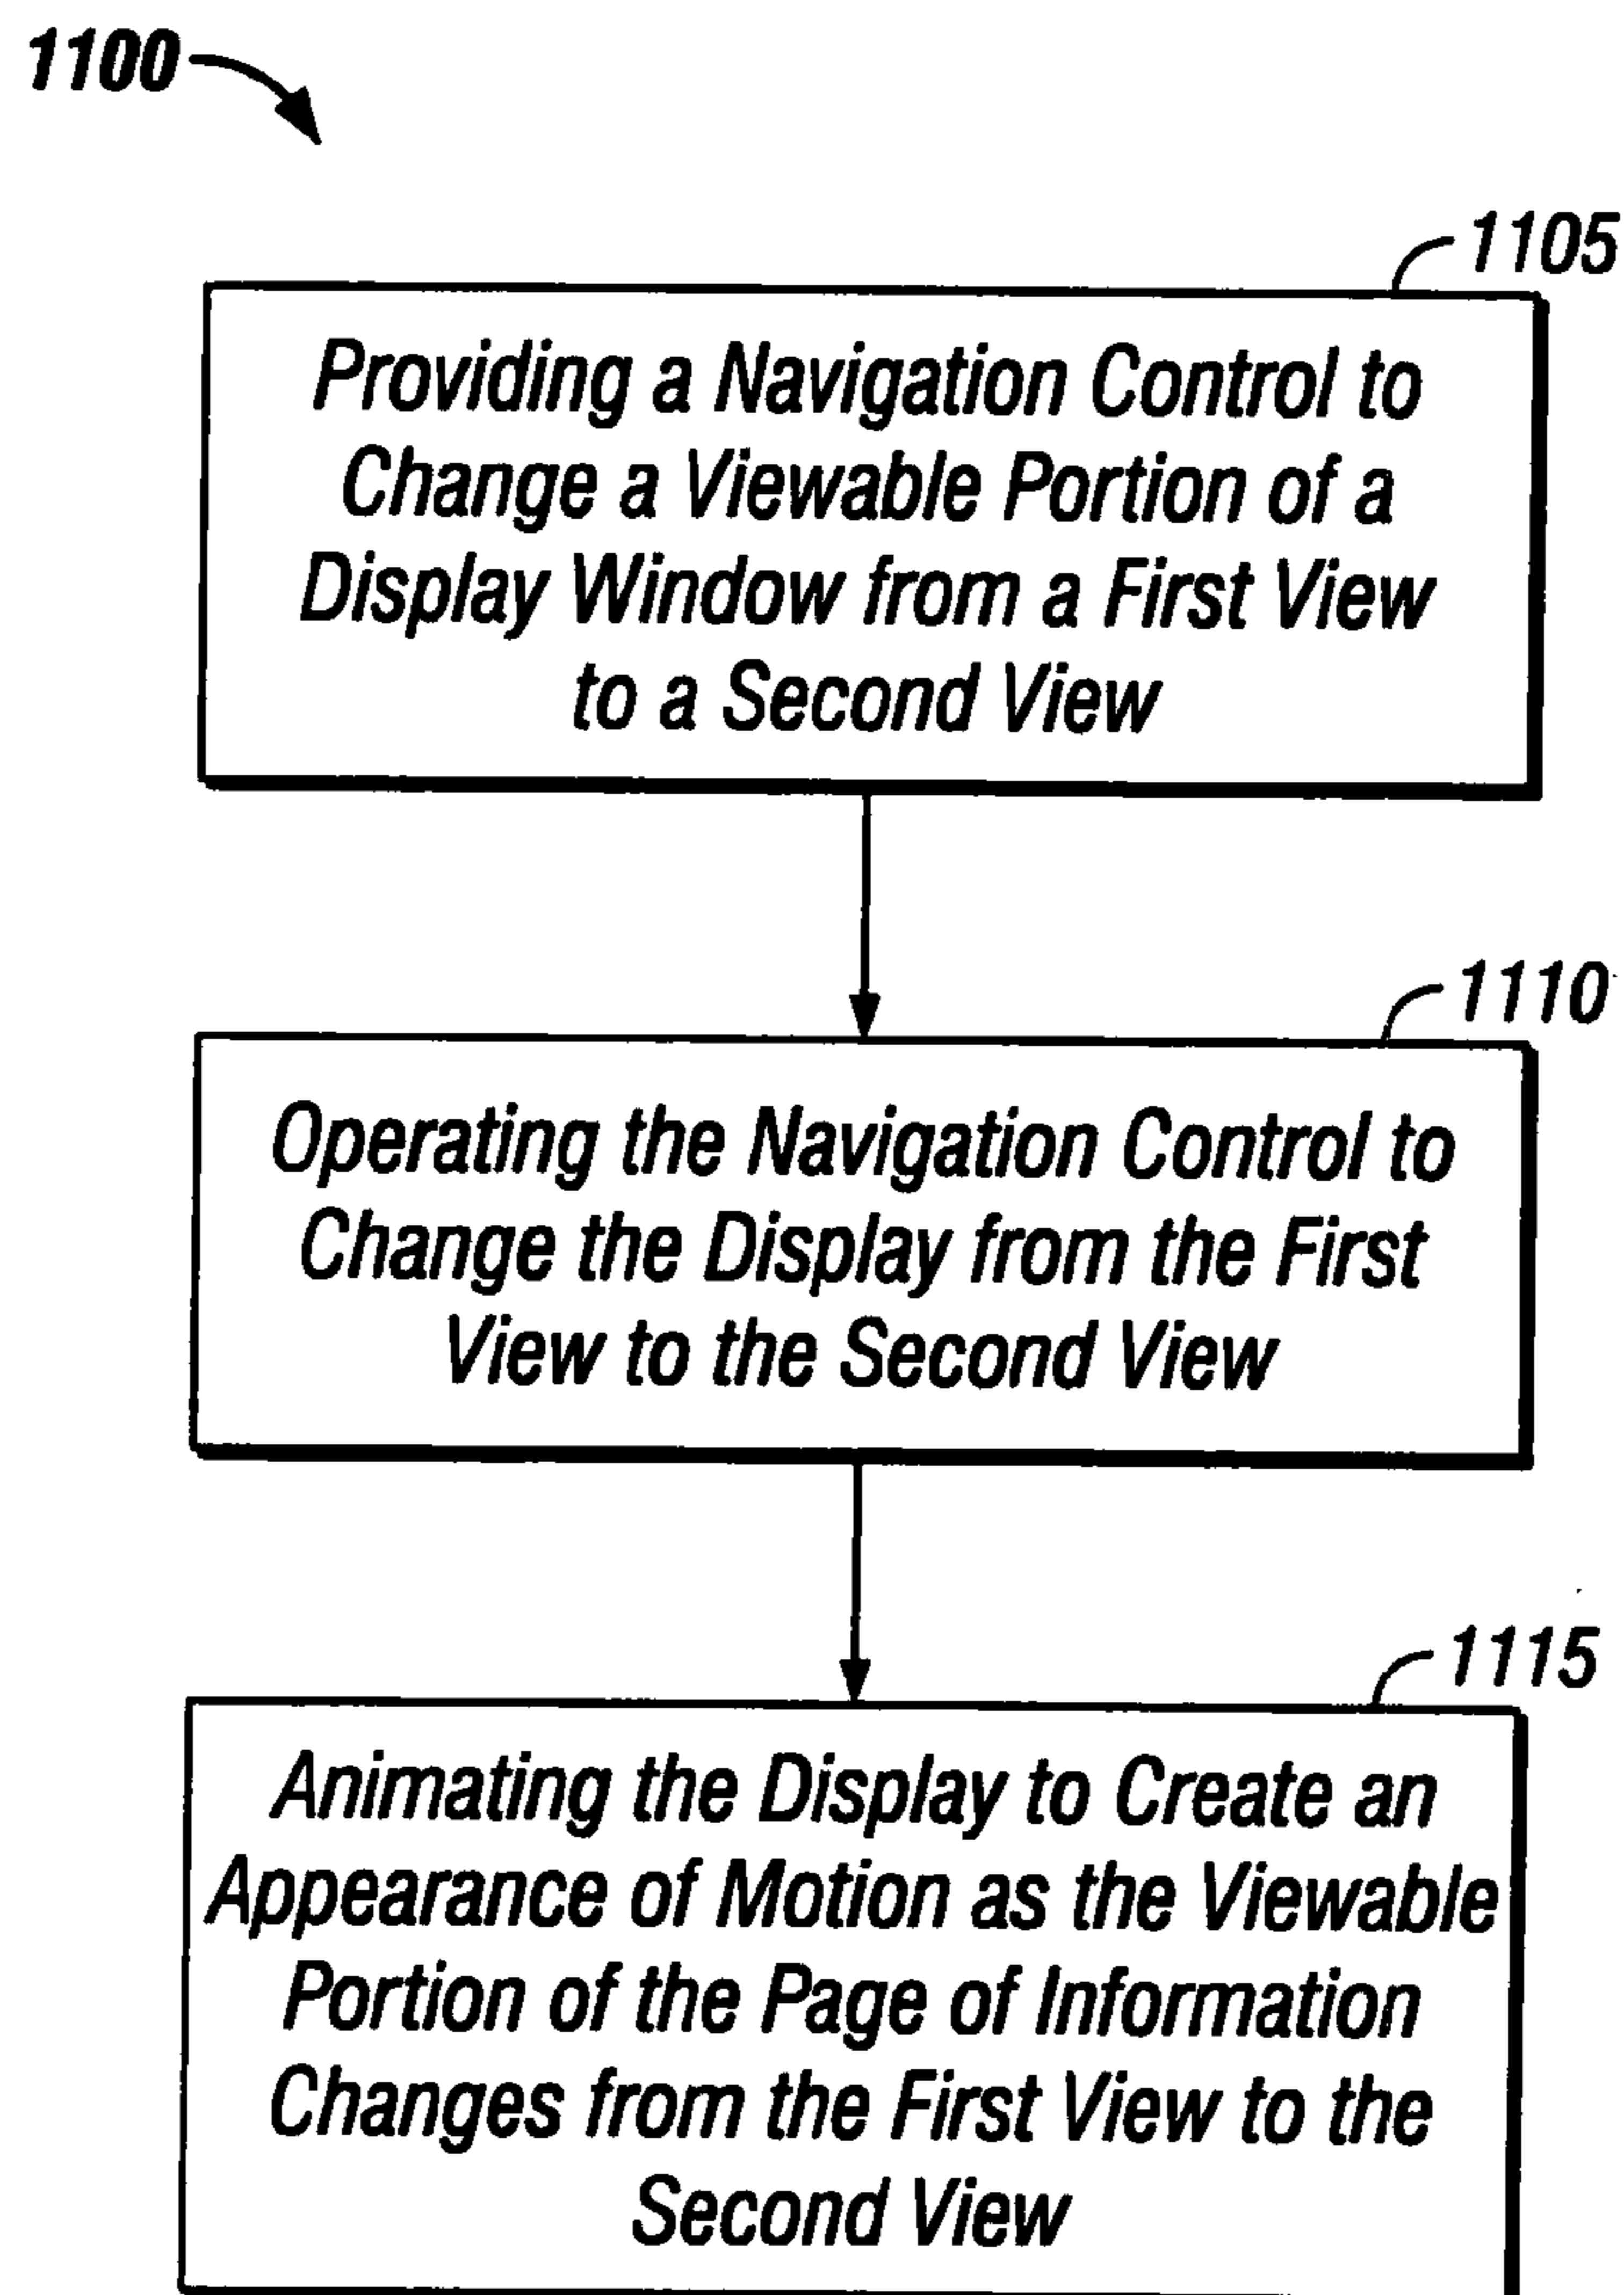 1100
1105
Providing a Navigation Control to
Change a Viewable Portion of a
Display Window from a First View
to a Second View
1110
Operating the Navigation Control to
Change the Display from the First
View to the Second View
1115
Animating the Display to Create an
Appearance of Motion as the Viewable
Portion of the Page of Information
Changes from the First View to the
Second View